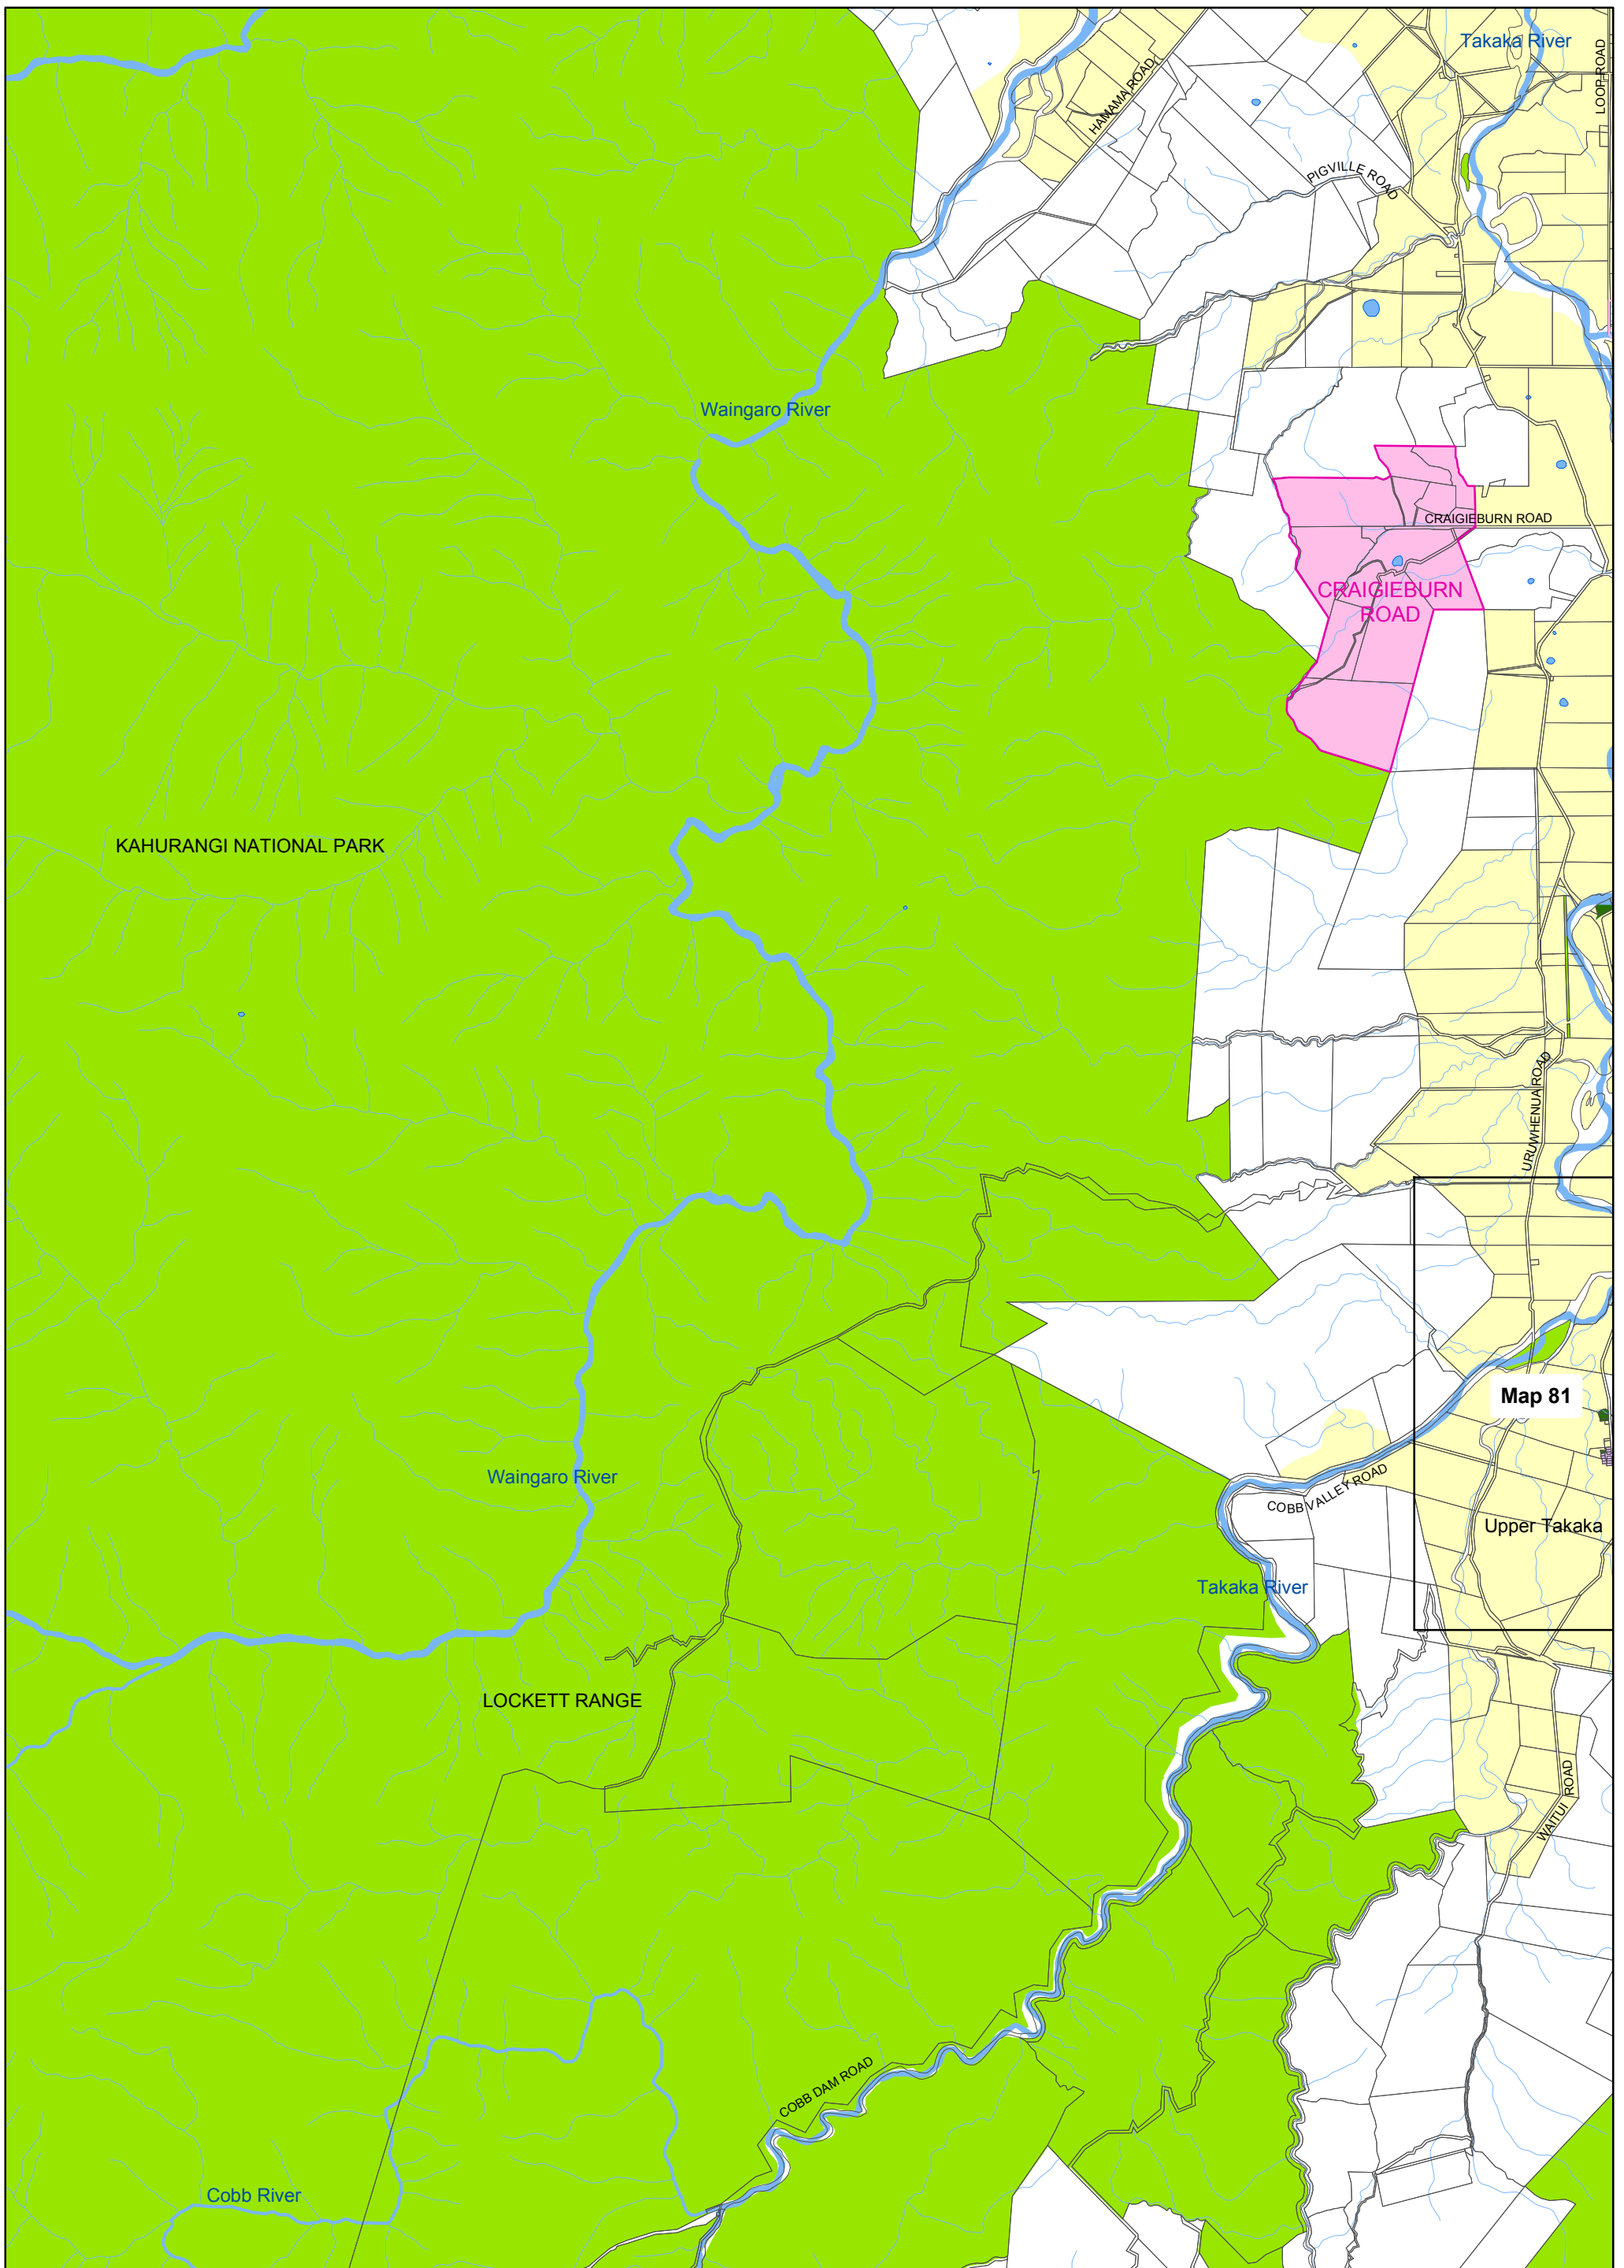 Takaka River
LOOP ROAD
HAMAMA ROAD
PIGVILLE ROAD
Waingaro River
CRAIGIEBURN ROAD
CRAIGIEBURN
ROAD
KAHURANGI NATIONAL PARK
URUWHENUA ROAD
Map 81
Waingaro River
COBB VALLEY ROAD
Upper Takaka
Takaka River
LOCKETT RANGE
WAITUI ROAD
COBB DAM ROAD
Cobb River